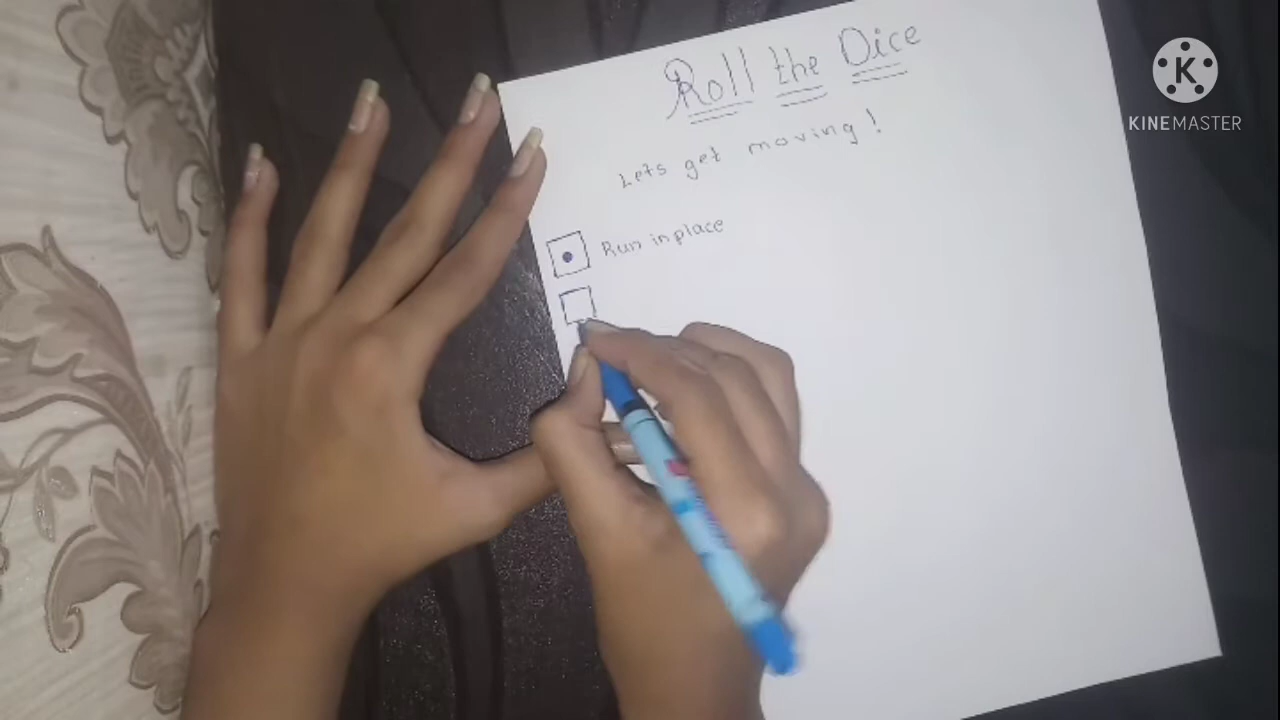 Roll the Dice
Lets get moving!
Run in place
K
KINEMASTER